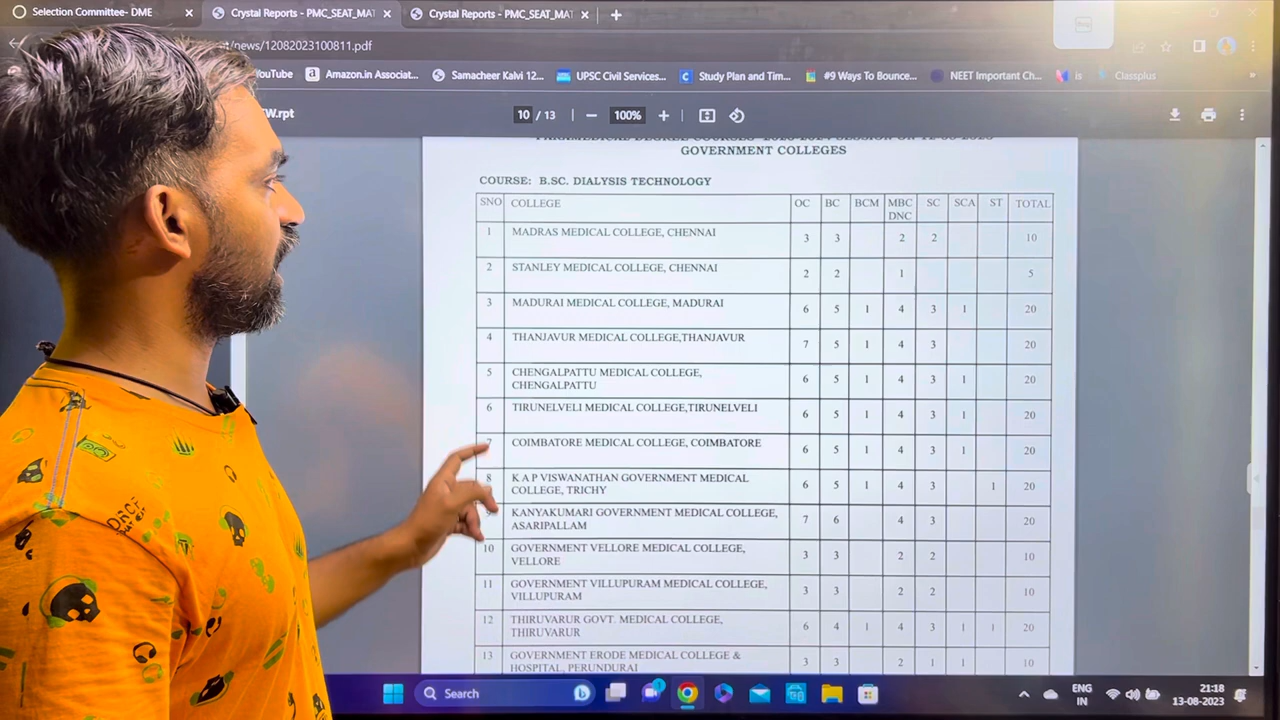 Selection Committee- DME
Crystal Reports - PMC_SEAT_MAT
Crystal Reports - PMC_SEAT_MAT
t/news/12082023100811.pdf
YouTube
Amazon.in Associat...
Samacheer Kalvi 12...
UPSC Civil Services...
Study Plan and Tim...
#9 Ways To Bounce...
NEET Important Ch...
is
Classplus
W.rpt
10 / 13
100%
GOVERNMENT COLLEGES
COURSE: B.SC. DIALYSIS TECHNOLOGY
SNO COLLEGE OC BC BCM MBC DNC SC SCA ST TOTAL
1 MADRAS MEDICAL COLLEGE, CHENNAI 3 3 2 2 10
2 STANLEY MEDICAL COLLEGE, CHENNAI 2 2 1 5
3 MADURAI MEDICAL COLLEGE, MADURAI 6 5 1 4 3 1 20
4 THANJAVUR MEDICAL COLLEGE,THANJAVUR 7 5 1 4 3 20
5 CHENGALPATTU MEDICAL COLLEGE,
CHENGALPATTU 6 5 1 4 3 1 20
6 TIRUNELVELI MEDICAL COLLEGE,TIRUNELVELI 6 5 1 4 3 1 20
7 COIMBATORE MEDICAL COLLEGE, COIMBATORE 6 5 1 4 3 1 20
8 K A P VISWANATHAN GOVERNMENT MEDICAL
COLLEGE, TRICHY 6 5 1 4 3 1 20
9 KANYAKUMARI GOVERNMENT MEDICAL COLLEGE,
ASARIPALLAM 7 6 4 3 20
10 GOVERNMENT VELLORE MEDICAL COLLEGE,
VELLORE 3 3 2 2 10
11 GOVERNMENT VILLUPURAM MEDICAL COLLEGE,
VILLUPURAM 3 3 2 2 10
12 THIRUVARUR GOVT. MEDICAL COLLEGE,
THIRUVARUR 6 4 1 4 3 1 1 20
13 GOVERNMENT ERODE MEDICAL COLLEGE &
HOSPITAL, PERUNDURAI 3 3 2 1 1 10
Search
ENG
IN
21:18
13-08-2023